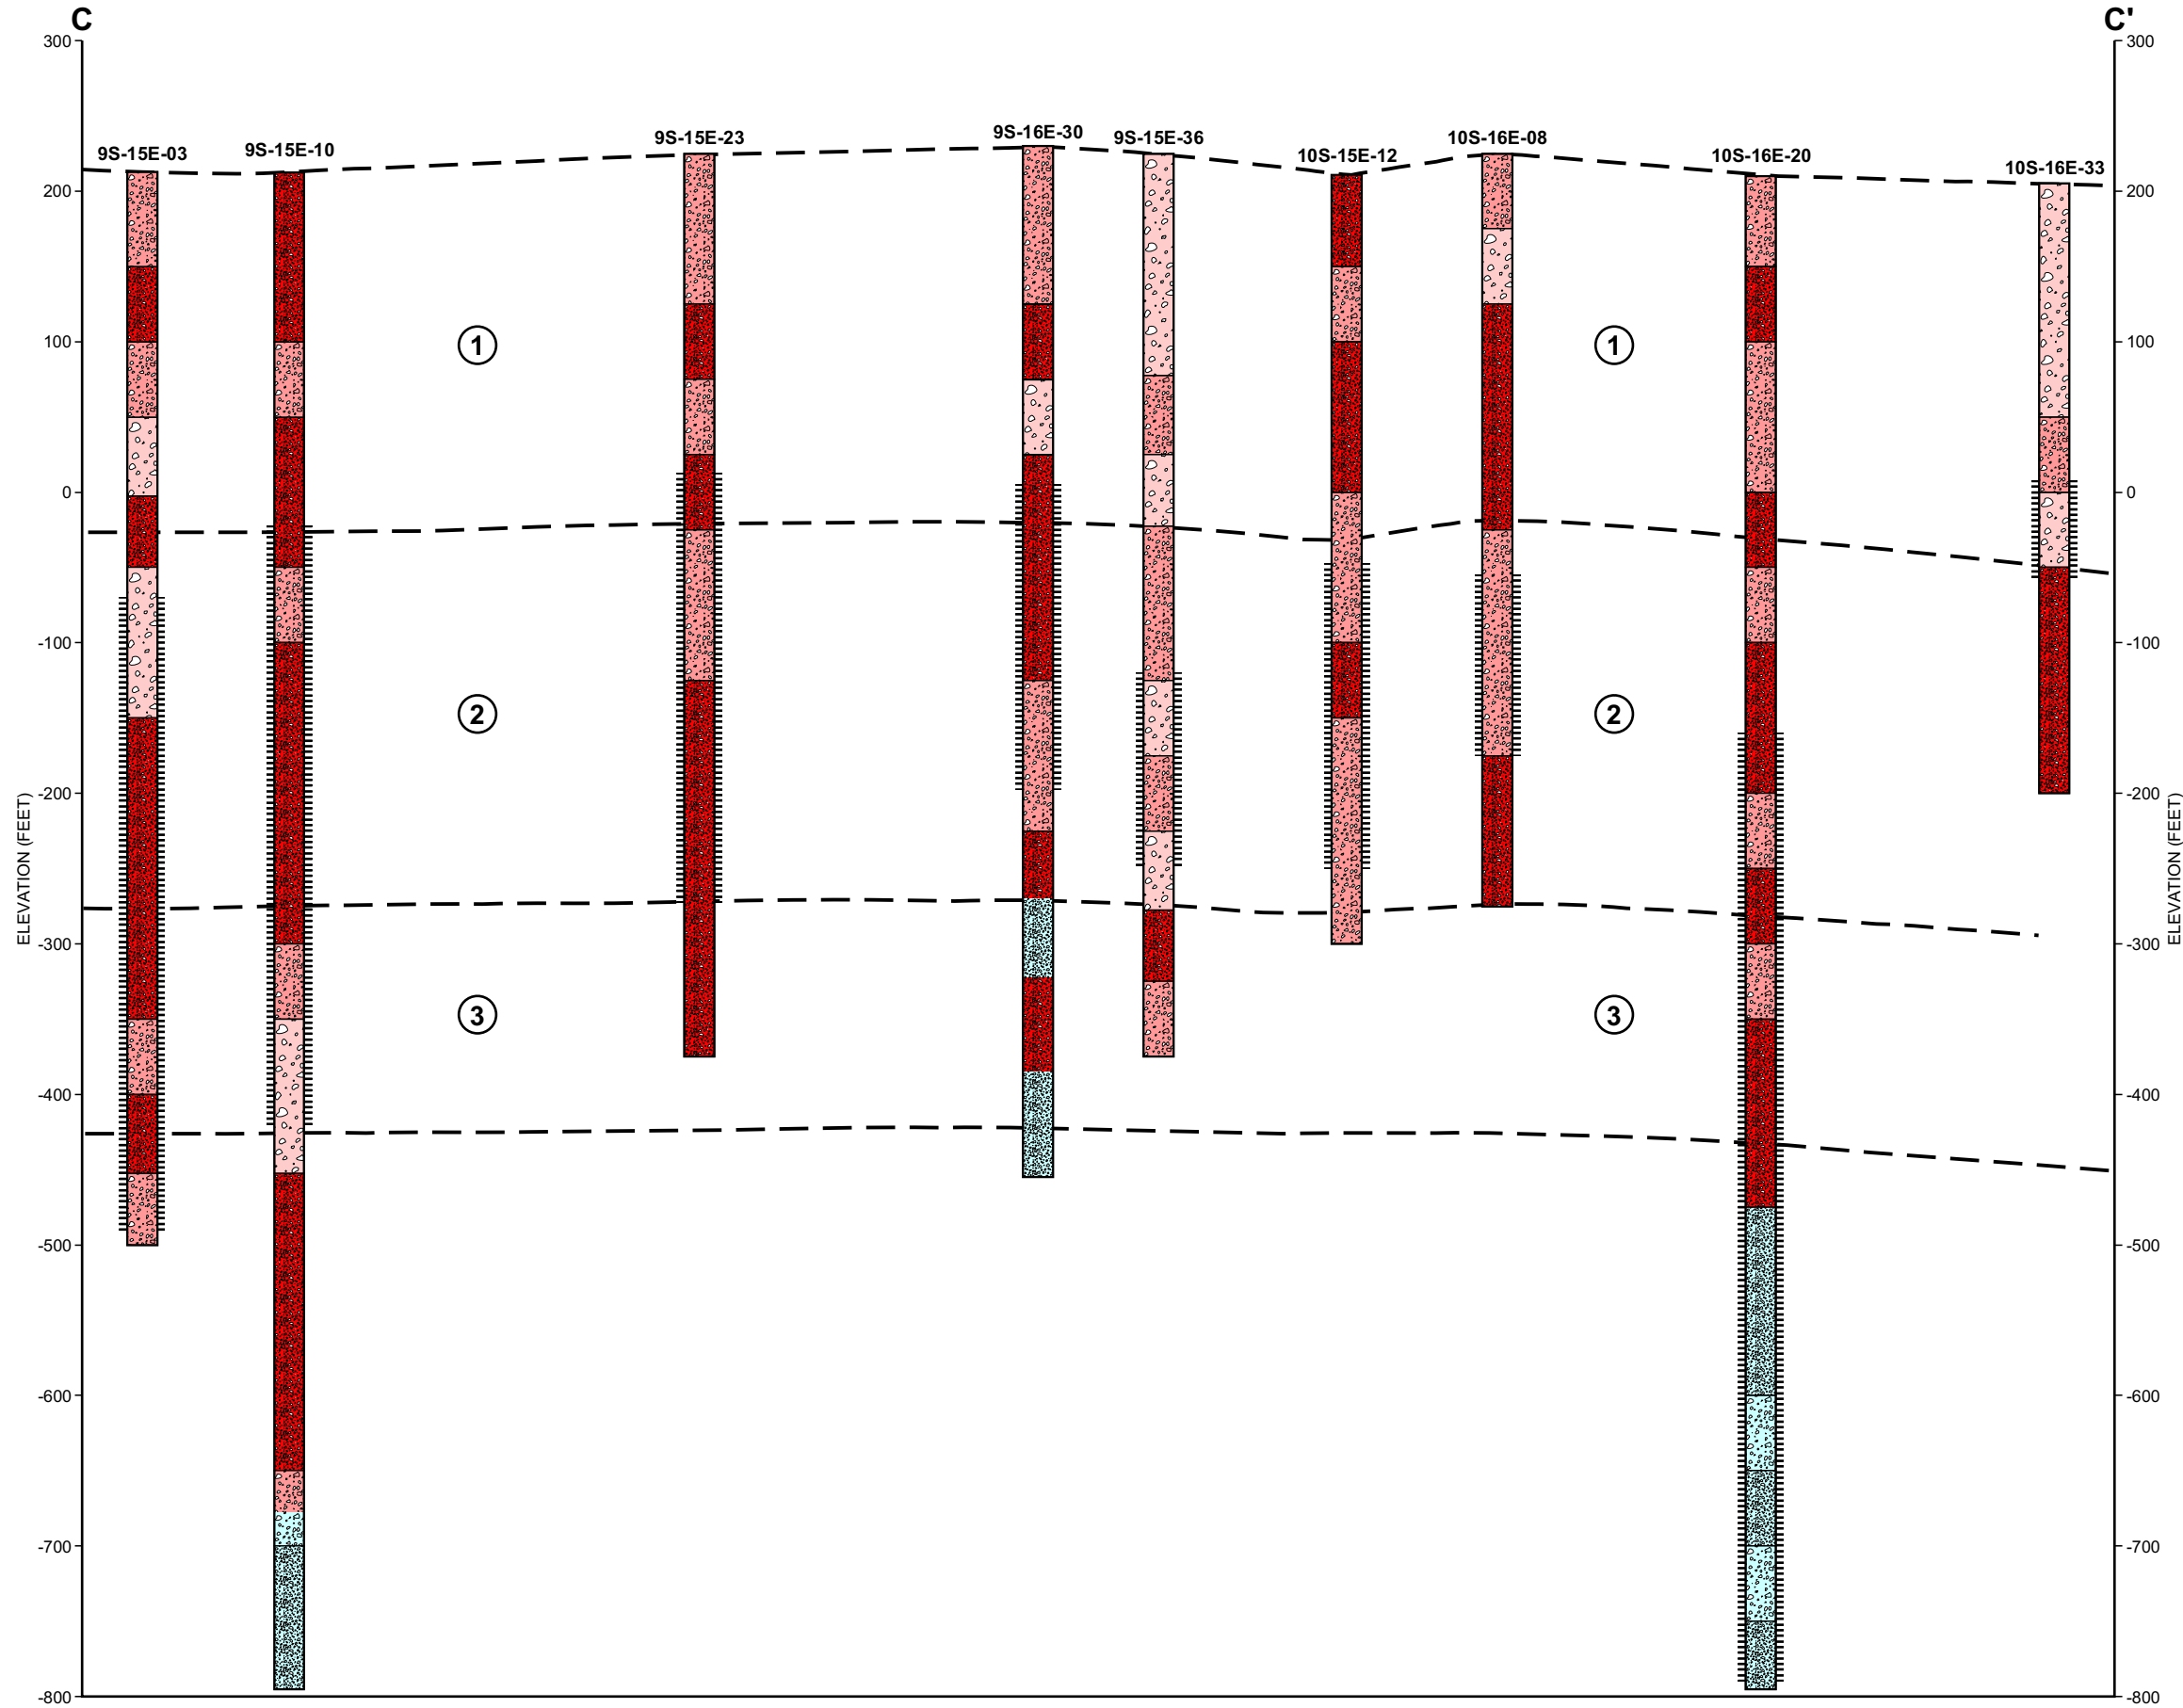 C C'
300 300
9S-16E-30
9S-15E-23 9S-15E-36 10S-16E-08
9S-15E-03 9S-15E-10 10S-15E-12 10S-16E-20
10S-16E-33
200 200
100 1 1 100
0 0
-100 -100
2 2
-200 -200
ELEVATION (FEET) ELEVATION (FEET)
-300 -300
3 3
-400 -400
-500 -500
-600 -600
-700 -700
-800 -800